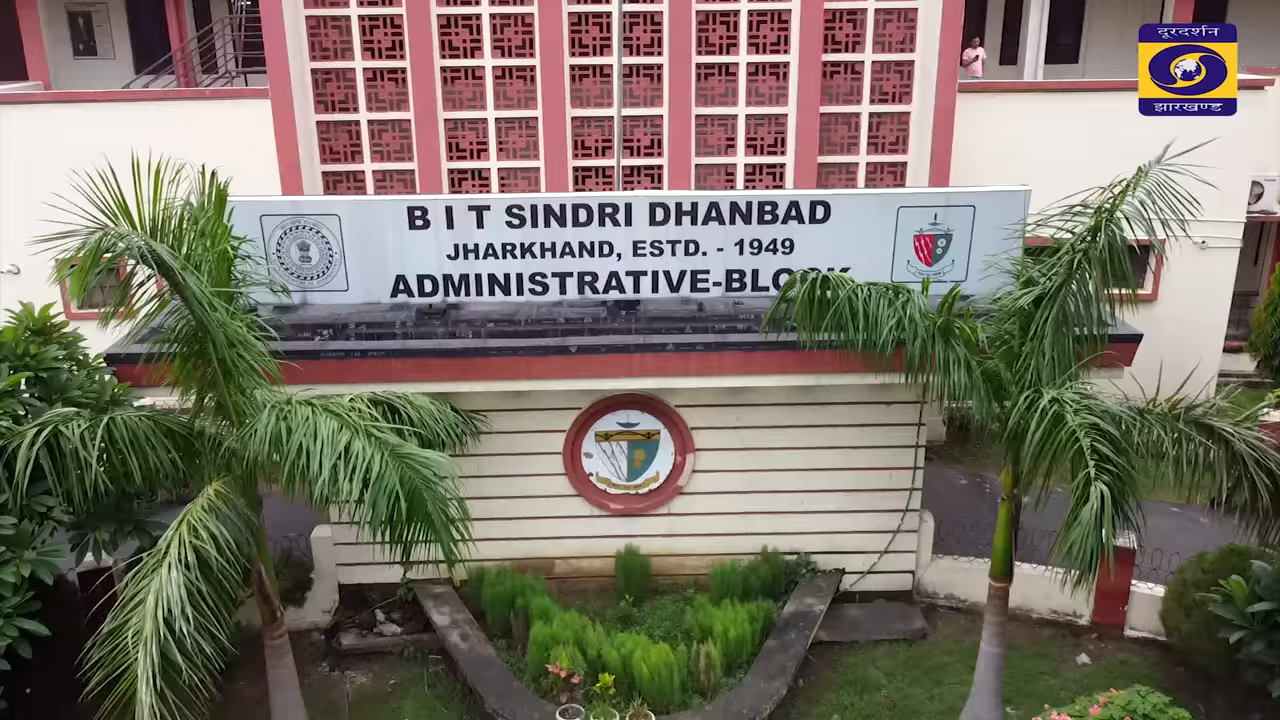 दूरदर्शन
झारखण्ड
B I T SINDRI DHANBAD
JHARKHAND, ESTD. - 1949
ADMINISTRATIVE-BLOCK